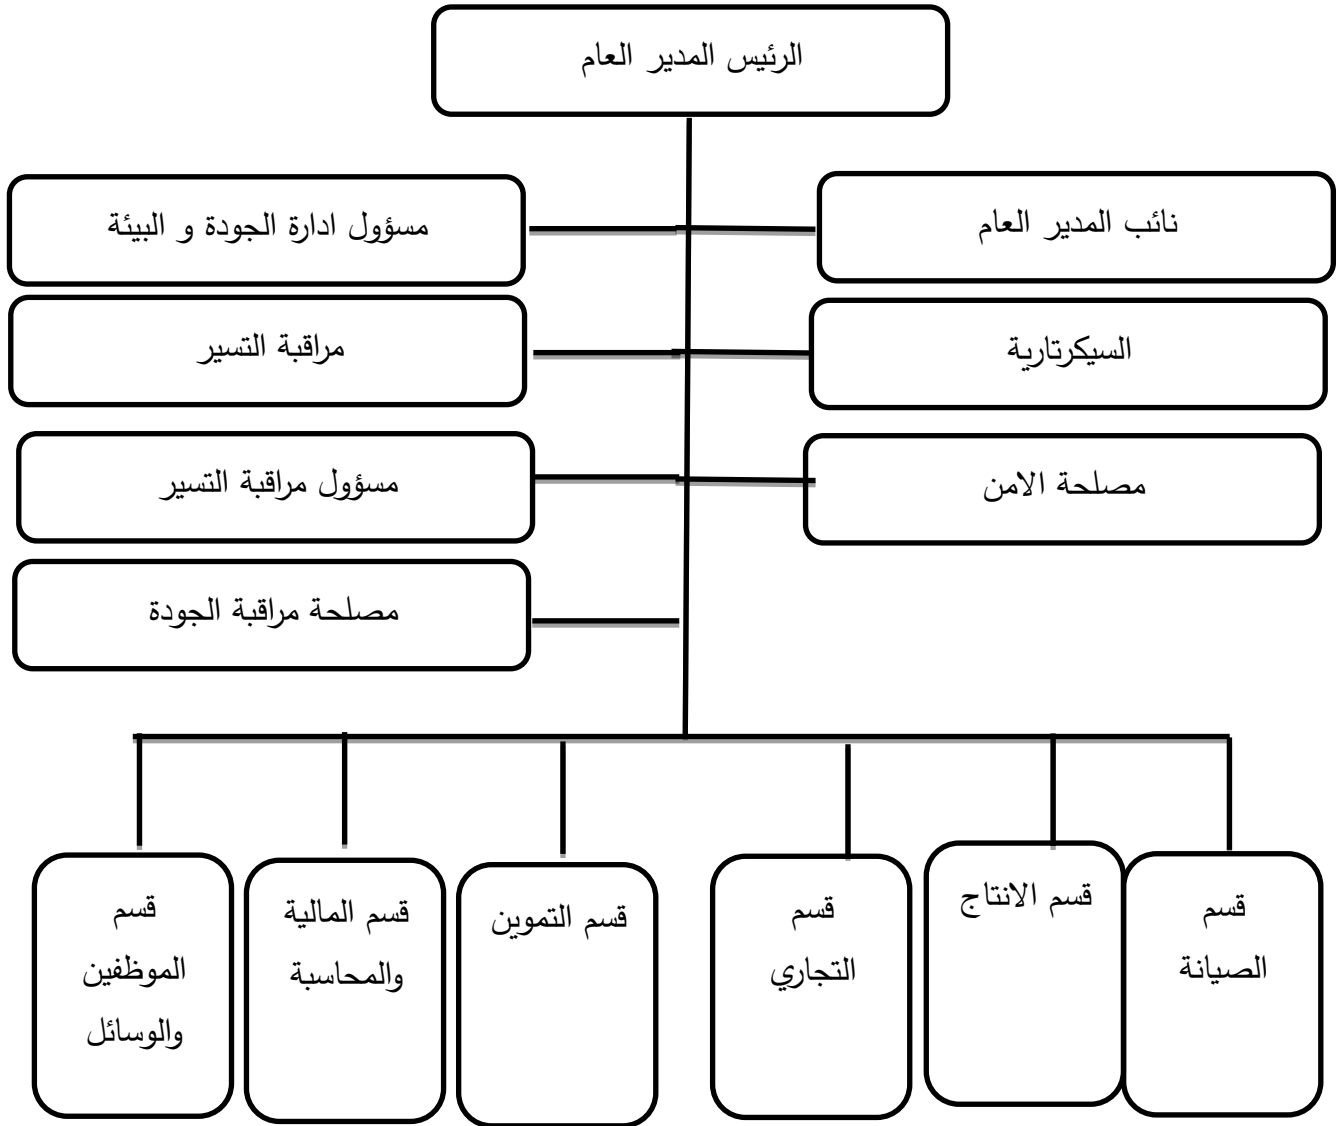 الرئيس المدير العام
نائب المدير العام
مسؤول ادارة الجودة و البيئة
السيكرتارية
مراقبة التسير
مصلحة الامن
مسؤول مراقبة التسير
مصلحة مراقبة الجودة
قسم
الصيانة
قسم الانتاج
قسم
التجاري
قسم التموين
قسم المالية
والمحاسبة
قسم
الموظفين
والوسائل